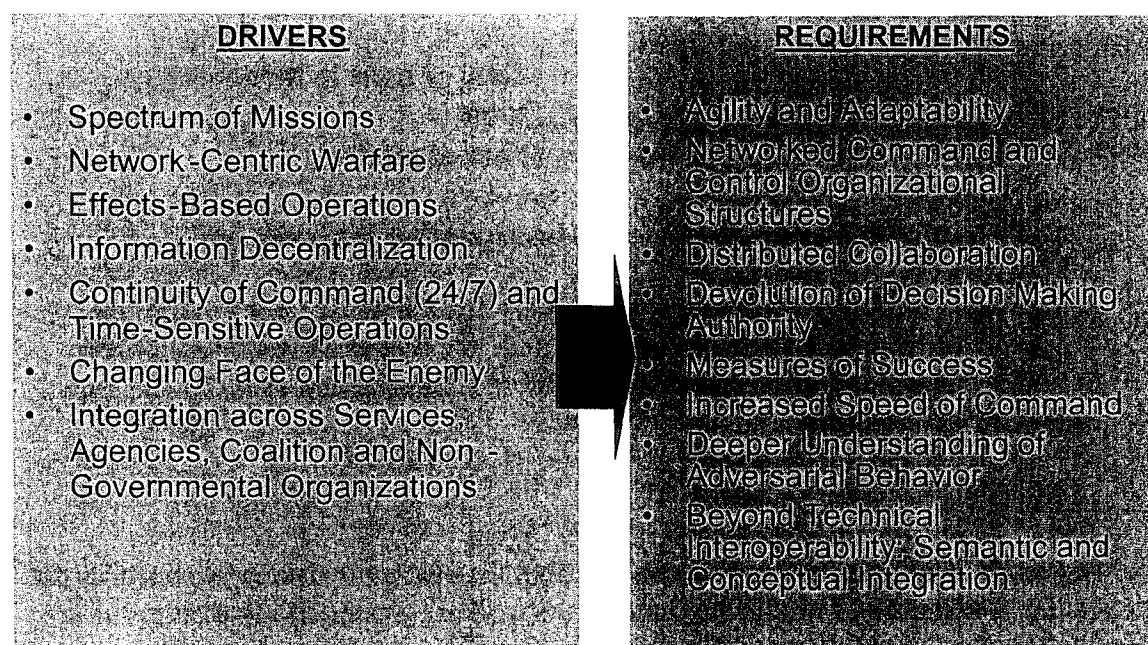 DRIVERS
• Spectrum of Missions
• Network-Centric Warfare
• Effects-Based Operations
• Information Decentralization
• Continuity of Command (24/7) and
Time-Sensitive Operations
• Changing Face of the Enemy
• Integration across Services,
Agencies, Coalition and Non-
Governmental Organizations
REQUIREMENTS
• Agility and Adaptability
• Networked Command and
Control Organizational
Structures
• Distributed Collaboration
• Devolution of Decision Making
Authority
• Measures of Success
• Increased Speed of Command
• Deeper Understanding of
Adversarial Behavior
• Beyond Technical
Interoperability: Semantic and
Conceptual Integration